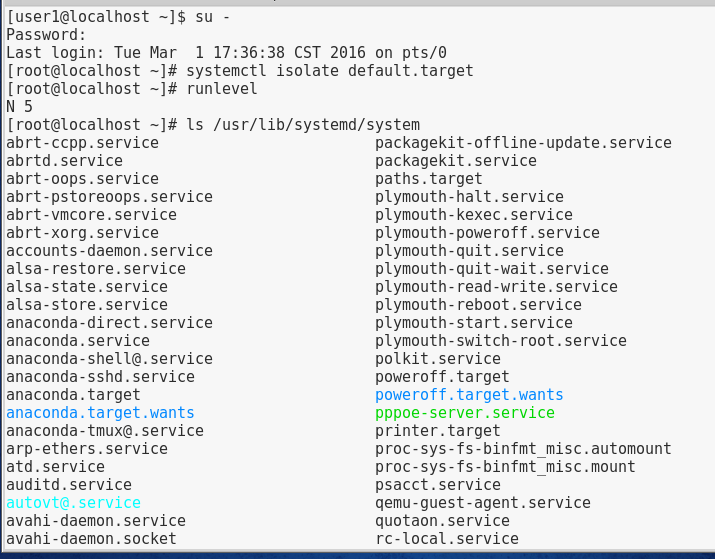 [user1@localhost ~]$ su -
Password:
Last login: Tue Mar  1 17:36:38 CST 2016 on pts/0
[root@localhost ~]# systemctl isolate default.target
[root@localhost ~]# runlevel
N 5
[root@localhost ~]# ls /usr/lib/systemd/system
abrt-ccpp.service                        packagekit-offline-update.service
abrtd.service                            packagekit.service
abrt-oops.service                        paths.target
abrt-pstoreoops.service                  plymouth-halt.service
abrt-vmcore.service                      plymouth-kexec.service
abrt-xorg.service                        plymouth-poweroff.service
accounts-daemon.service                  plymouth-quit.service
alsa-restore.service                     plymouth-quit-wait.service
alsa-state.service                       plymouth-read-write.service
alsa-store.service                       plymouth-reboot.service
anaconda-direct.service                  plymouth-start.service
anaconda.service                         plymouth-switch-root.service
anaconda-shell@.service                  polkit.service
anaconda-sshd.service                    poweroff.target
anaconda.target                          poweroff.target.wants
anaconda.target.wants                    pppoe-server.service
anaconda-tmux@.service                   printer.target
arp-ethers.service                       proc-sys-fs-binfmt_misc.automount
atd.service                              proc-sys-fs-binfmt_misc.mount
auditd.service                           psacct.service
autovt@.service                          qemu-guest-agent.service
avahi-daemon.service                     quotaon.service
avahi-daemon.socket                      rc-local.service